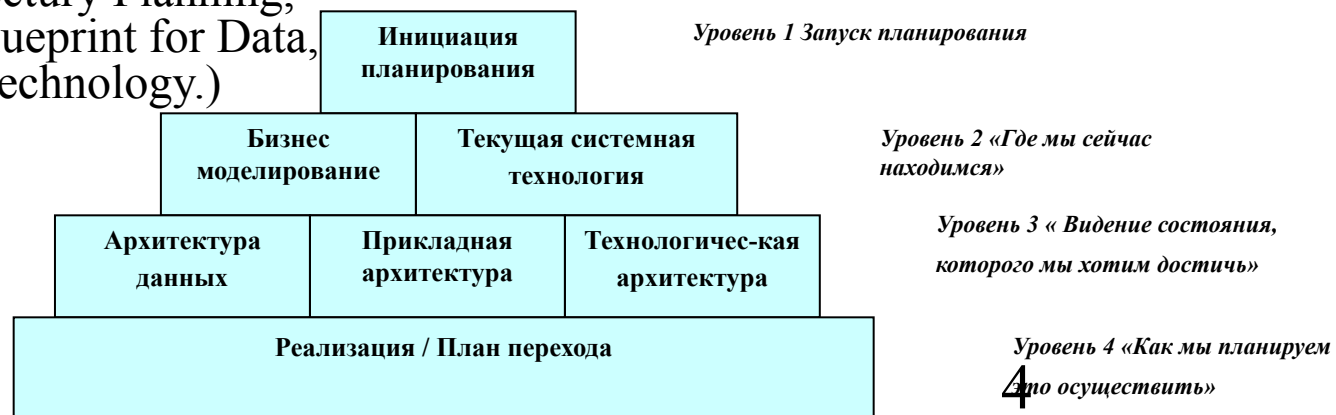 ectury Planning,
ueprint for Data,
echnology.)
Инициация
планирования
Уровень 1 Запуск планирования
Бизнес
моделирование
Текущая системная
технология
Уровень 2 «Где мы сейчас
находимся»
Архитектура
данных
Прикладная
архитектура
Технологичес-кая
архитектура
Уровень 3 « Видение состояния,
которого мы хотим достичь»
Реализация / План перехода
Уровень 4 «Как мы планируем
это осуществить»
4